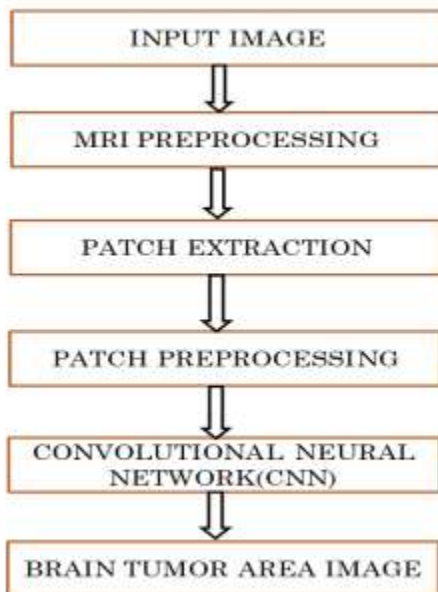 INPUT IMAGE
MRI PREPROCESSING
PATCH EXTRACTION
PATCH PREPROCESSING
CONVOLUTIONAL NEURAL
NETWORK(CNN)
BRAIN TUMOR AREA IMAGE